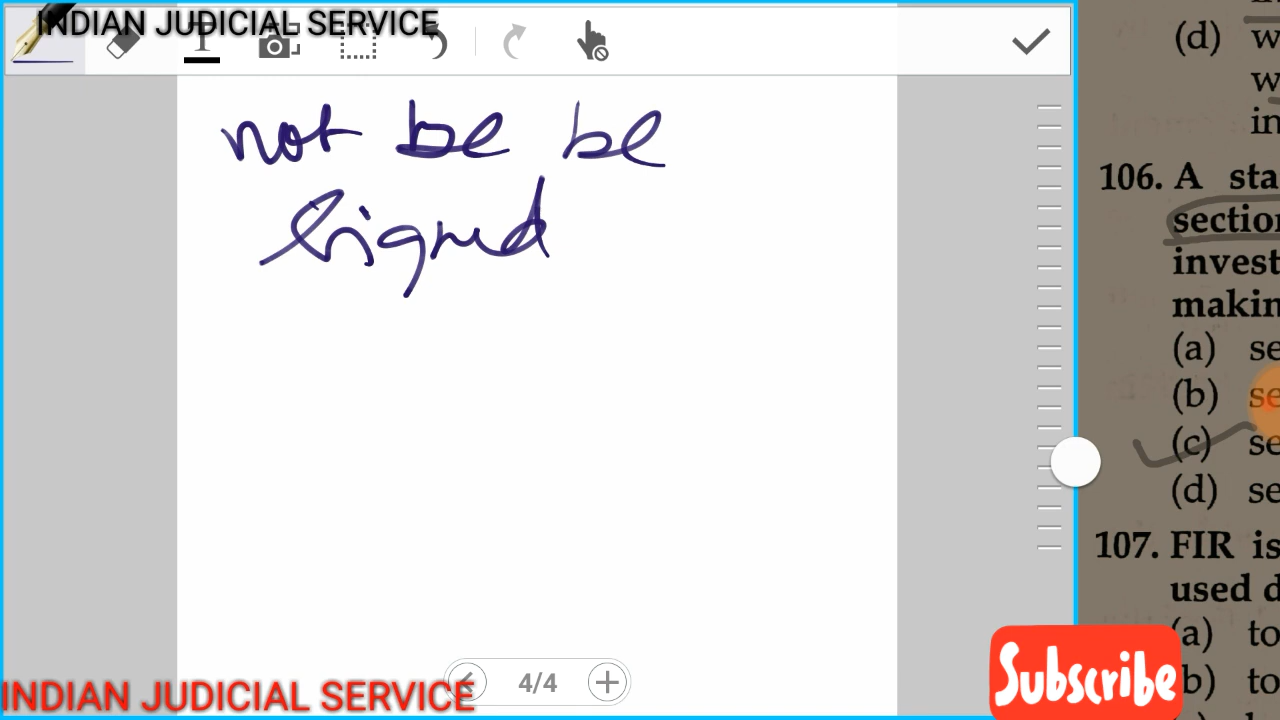 INDIAN JUDICIAL SERVICE
T
not be be
signed
4/4
INDIAN JUDICIAL SERVICE
(d) w
w
in
106. A sta
section
invest
makin
(a) se
(b) se
(c) se
(d) se
107. FIR is
used d
(a) to
(b) to
Subscribe